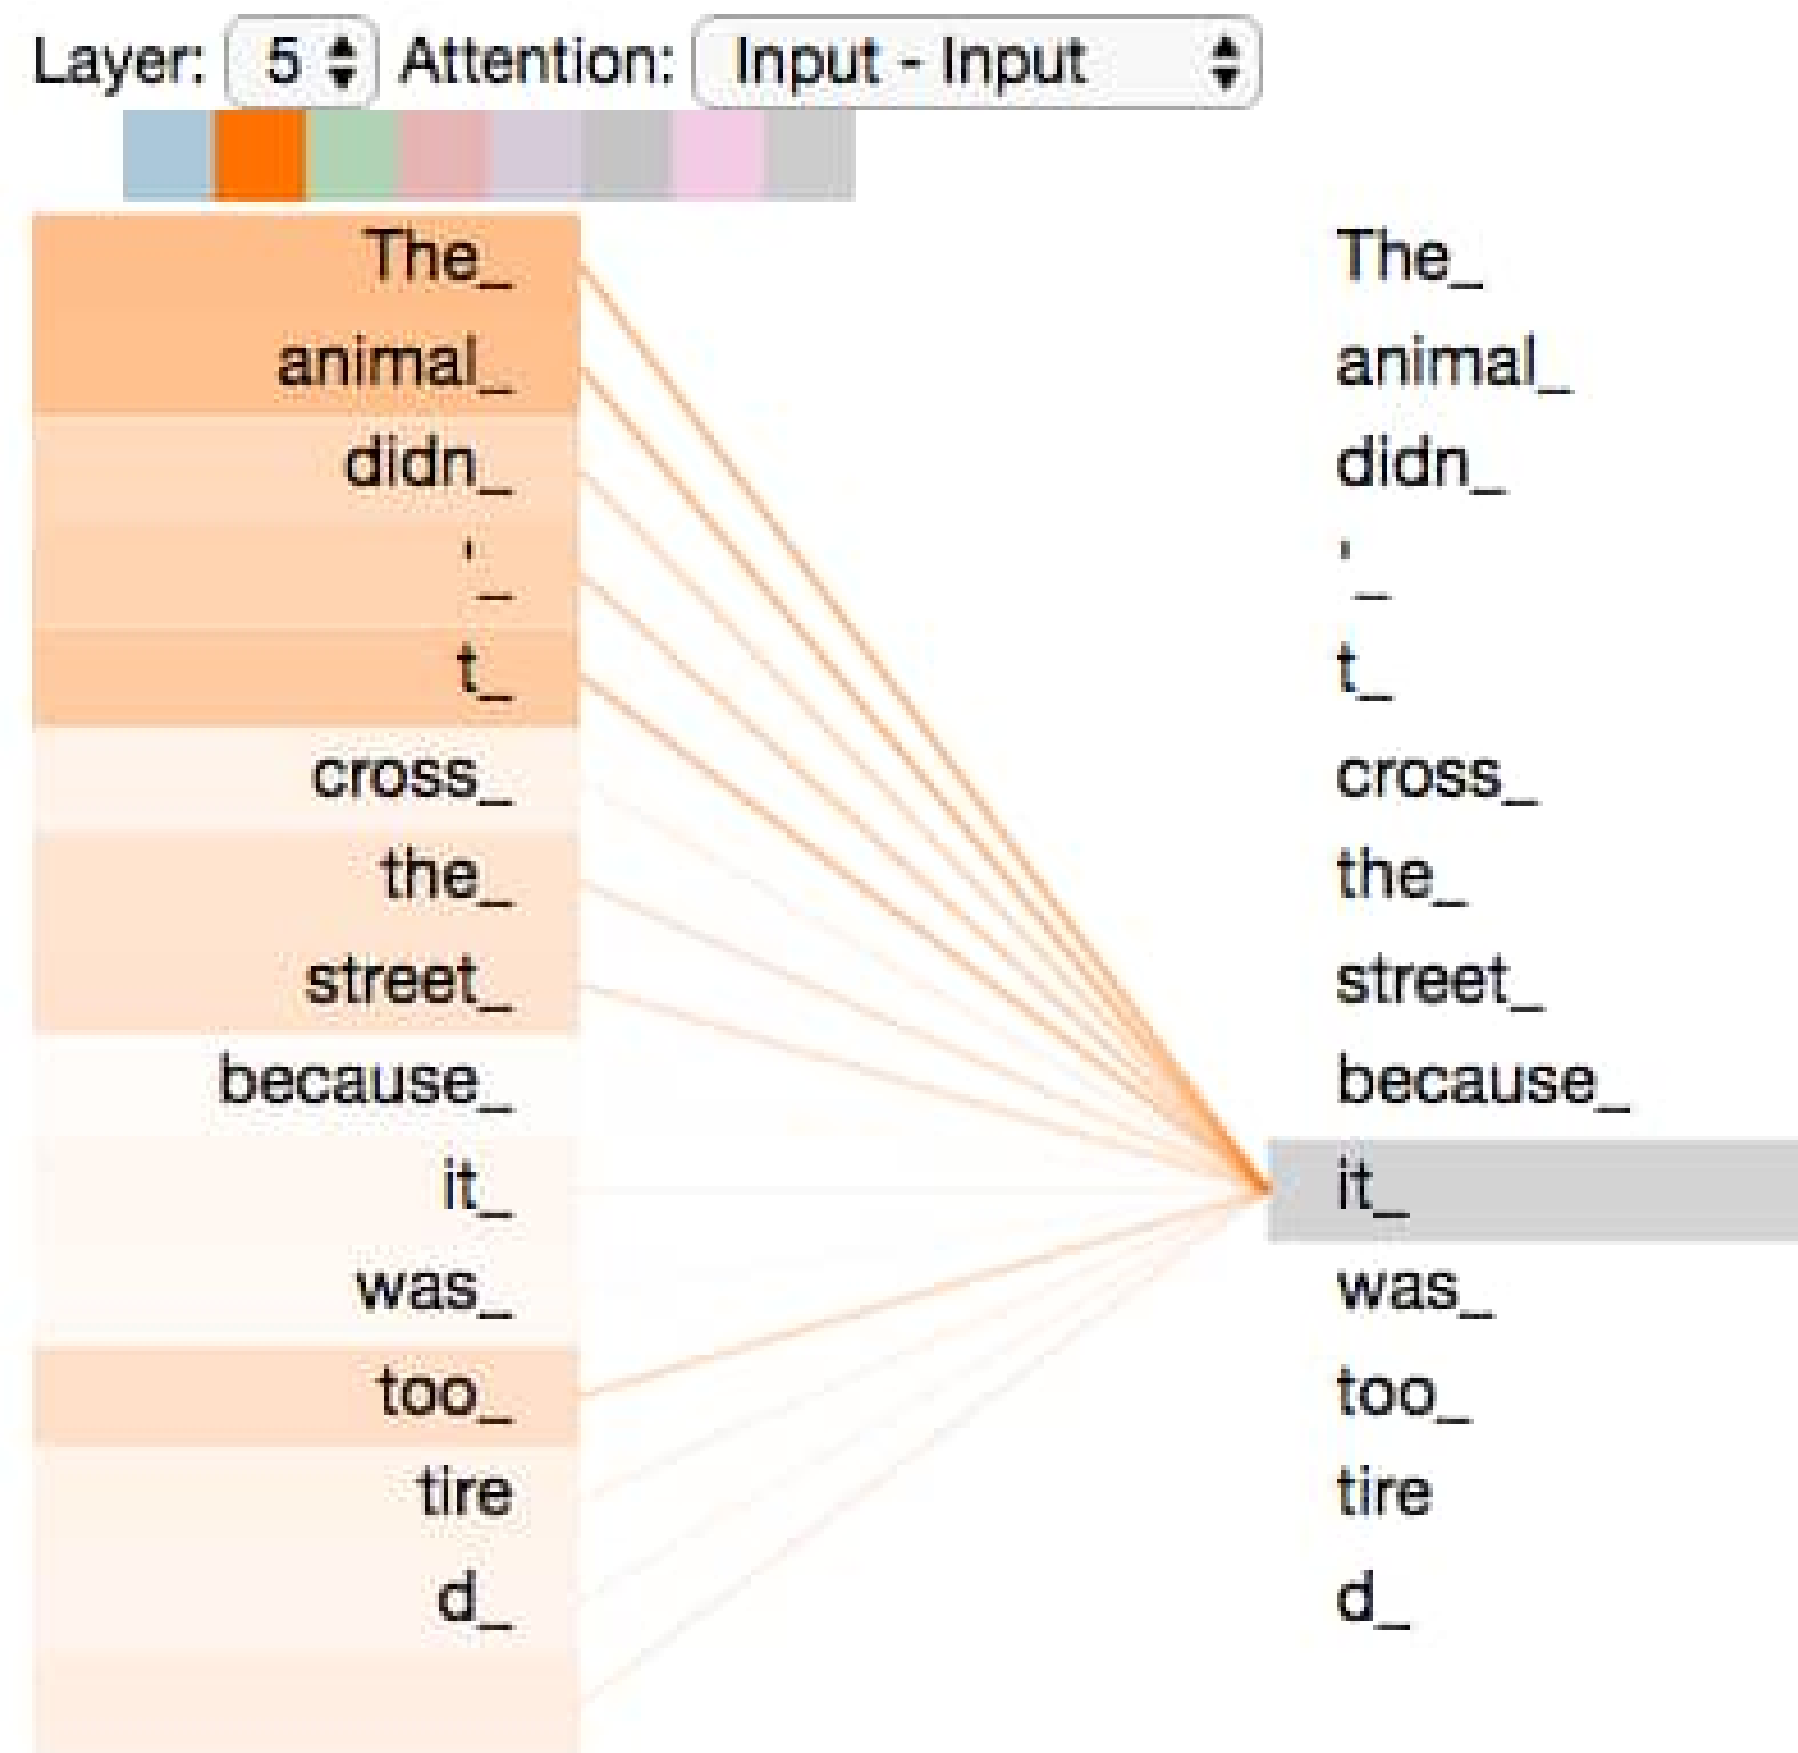 Layer: 5 Attention: Input - Input
The_ The_
animal_ animal_
didn_ didn_
'_ '_
t_ t_
cross_ cross_
the_ the_
street_ street_
because_ because_
it_ it_
was_ was_
too_ too_
tire tire
d_ d_